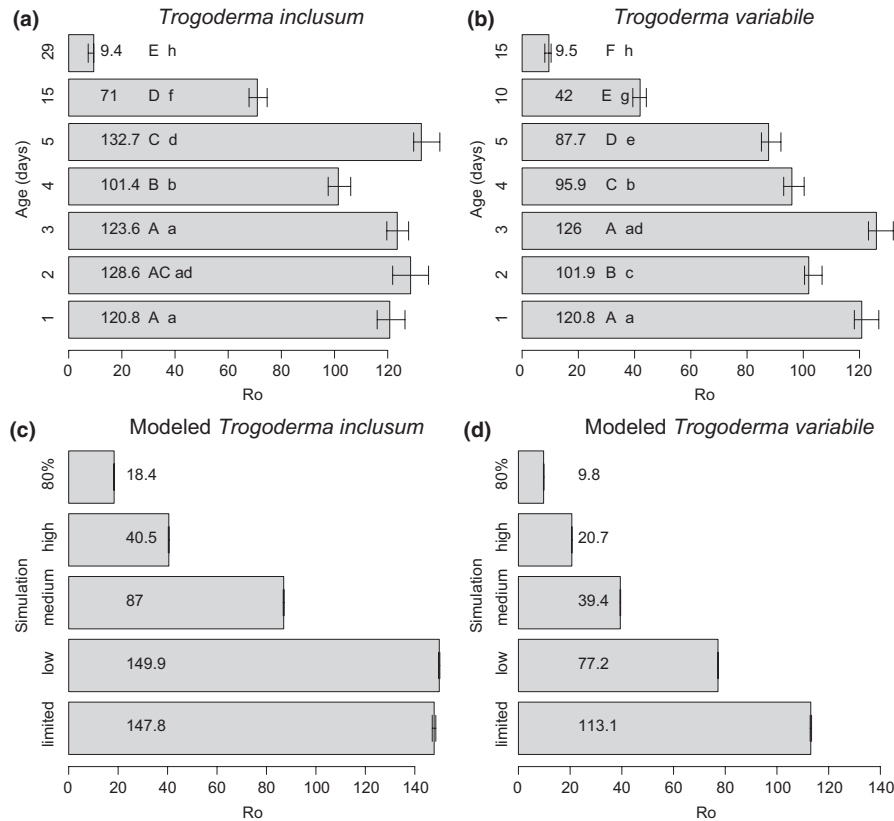 (a) Trogoderma inclusum
Age (days)
29 9.4 E h
15 71 D f
5 132.7 C d
4 101.4 B b
3 123.6 A a
2 128.6 AC ad
1 120.8 A a
0 20 40 60 80 100 120
Ro
(b) Trogoderma variabile
Age (days)
15 9.5 F h
10 42 E g
5 87.7 D e
4 95.9 C b
3 126 A ad
2 101.9 B c
1 120.8 A a
0 20 40 60 80 100 120
Ro
(c) Modeled Trogoderma inclusum
Simulation
80% 18.4
high 40.5
medium 87
low 149.9
limited 147.8
0 20 40 60 80 100 120 140
Ro
(d) Modeled Trogoderma variabile
Simulation
80% 9.8
high 20.7
medium 39.4
low 77.2
limited 113.1
0 20 40 60 80 100 120 140
Ro